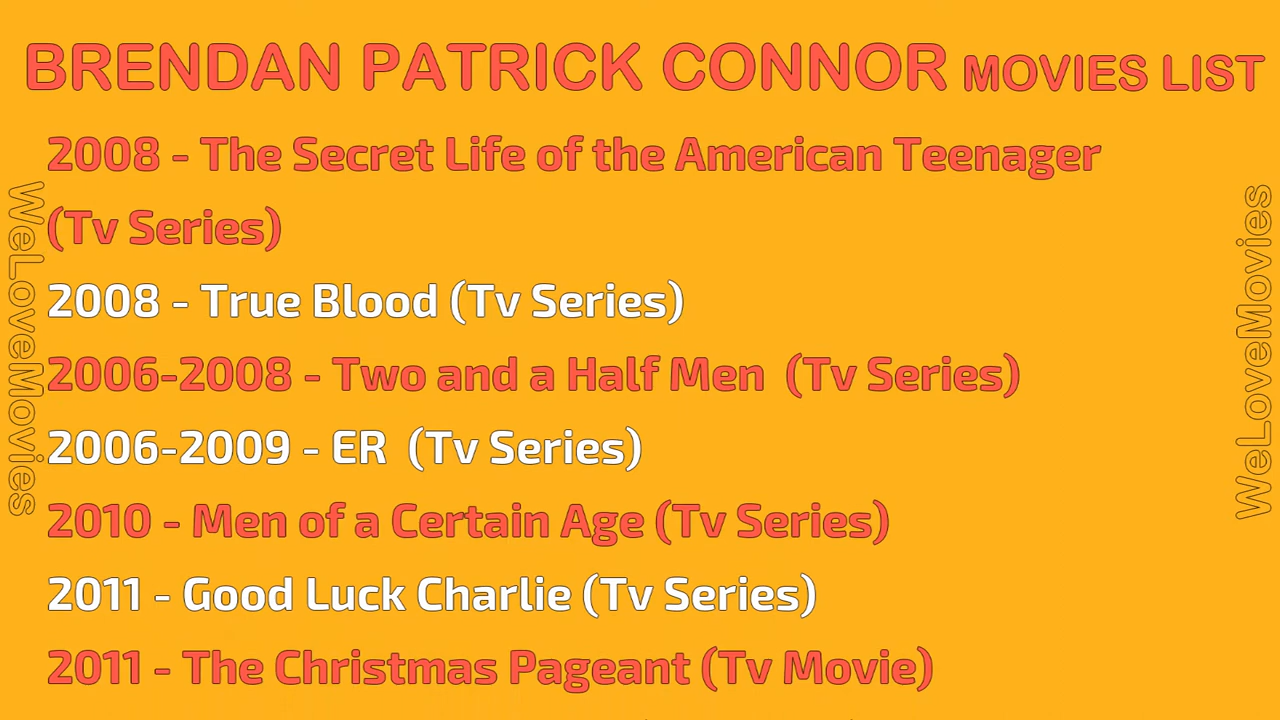 BRENDAN PATRICK CONNOR MOVIES LIST
2008 - The Secret Life of the American Teenager
(Tv Series)
2008 - True Blood (Tv Series)
2006-2008 - Two and a Half Men (Tv Series)
2006-2009 - ER (Tv Series)
2010 - Men of a Certain Age (Tv Series)
2011 - Good Luck Charlie (Tv Series)
2011 - The Christmas Pageant (Tv Movie)
WeLoveMovies
WeLoveMovies